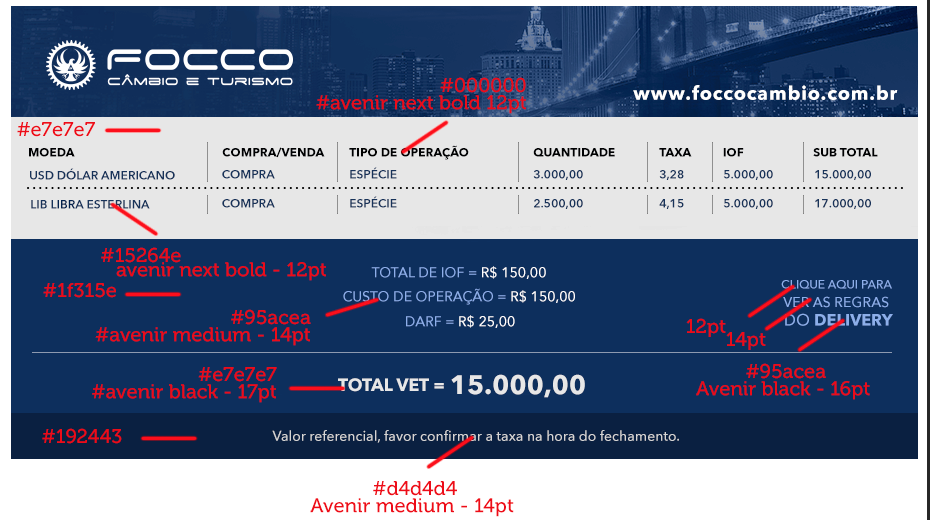 FOCCO
CÂMBIO E TURISMO
#000000
#avenir next bold 12pt
www.foccocambio.com.br
#e7e7e7
MOEDA COMPRA/VENDA TIPO DE OPERAÇÃO QUANTIDADE TAXA IOF SUB TOTAL
USD DÓLAR AMERICANO COMPRA ESPÉCIE 3.000,00 3,28 5.000,00 15.000,00
LIB LIBRA ESTERLINA COMPRA ESPÉCIE 2.500,00 4,15 5.000,00 17.000,00
#15264e
avenir next bold - 12pt
#1f315e
TOTAL DE IOF = R$ 150,00
CUSTO DE OPERAÇÃO = R$ 150,00
DARF = R$ 25,00
#95acea
#avenir medium - 14pt
CLIQUE AQUI PARA
VER AS REGRAS
DO DELIVERY
12pt
14pt
#95acea
Avenir black - 16pt
#e7e7e7
#avenir black - 17pt
TOTAL VET = 15.000,00
#192443
Valor referencial, favor confirmar a taxa na hora do fechamento.
#d4d4d4
Avenir medium - 14pt